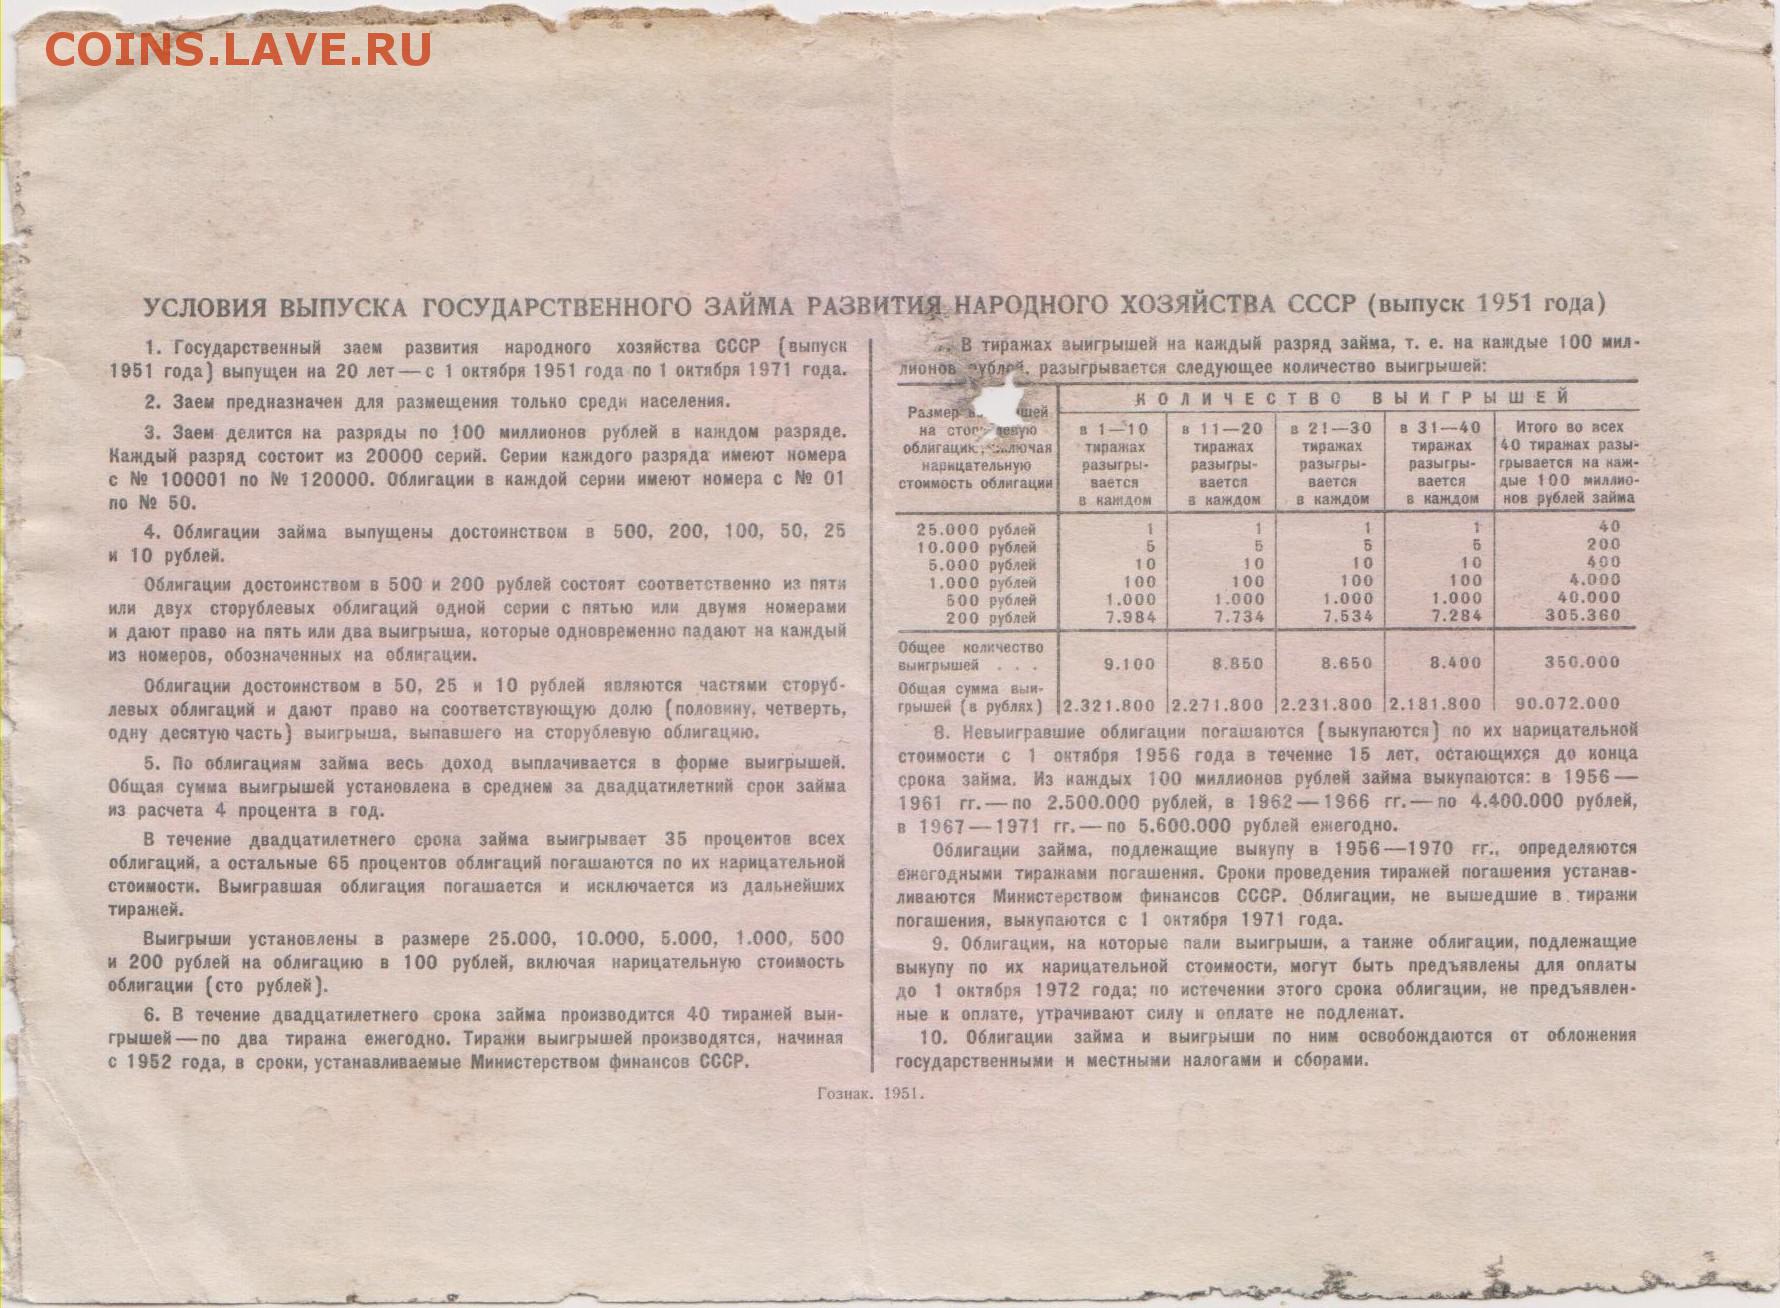 COINS.LAVE.RU
УСЛОВИЯ ВЫПУСКА ГОСУДАРСТВЕННОГО ЗАЙМА РАЗВИТИЯ НАРОДНОГО ХОЗЯЙСТВА СССР (выпуск 1951 года)
1. Государственный заем развития народного хозяйства СССР (выпуск
1951 года) выпущен на 20 лет — с 1 октября 1951 года по 1 октября 1971 года.
2. Заем предназначен для размещения только среди населения.
3. Заем делится на разряды по 100 миллионов рублей в каждом разряде.
Каждый разряд состоит из 20000 серий. Серии каждого разряда имеют номера
с № 100001 по № 120000. Облигации в каждой серии имеют номера с № 01
по № 50.
4. Облигации займа выпущены достоинством в 500, 200, 100, 50, 25
и 10 рублей.
Облигации достоинством в 500 и 200 рублей состоят соответственно из пяти
или двух сторублевых облигаций одной серии с пятью или двумя номерами
и дают право на пять или два выигрыша, которые одновременно падают на каждый
из номеров, обозначенных на облигации.
Облигации достоинством в 50, 25 и 10 рублей являются частями сторуб-
левых облигаций и дают право на соответствующую долю (половину, четверть,
одну десятую часть) выигрыша, выпавшего на сторублевую облигацию.
5. По облигациям займа весь доход выплачивается в форме выигрышей.
Общая сумма выигрышей установлена в среднем за двадцатилетний срок займа
из расчета 4 процента в год.
В течение двадцатилетнего срока займа выигрывает 35 процентов всех
облигаций, а остальные 65 процентов облигаций погашаются по их нарицательной
стоимости. Выигравшая облигация погашается и исключается из дальнейших
тиражей.
Выигрыши установлены в размере 25.000, 10.000, 5.000, 1.000, 500
и 200 рублей на облигацию в 100 рублей, включая нарицательную стоимость
облигации (сто рублей).
6. В течение двадцатилетнего срока займа производится 40 тиражей выи-
грышей — по два тиража ежегодно. Тиражи выигрышей производятся, начиная
с 1952 года, в сроки, устанавливаемые Министерством финансов СССР.
В тиражах выигрышей на каждый разряд займа, т. е. на каждые 100 мил-
лионов рублей, разыгрывается следующее количество выигрышей:
Размер
на
облигации,
нарицательную
стоимость облигации
КОЛИЧЕСТВО ВЫИГРЫШЕЙ
в 1—10
тиражах
разыгры-
вается
в каждом
в 11—20
тиражах
разыгры-
вается
в каждом
в 21—30
тиражах
разыгры-
вается
в каждом
в 31—40
тиражах
разыгры-
вается
в каждом
Итого во всех
40 тиражах разы-
грывается на каж-
дые 100 миллио-
нов рублей займа
25.000 рублей 1 1 1 1 40
10.000 рублей 5 5 5 5 200
5.000 рублей 10 10 10 10 400
1.000 рублей 100 100 100 100 4.000
500 рублей 1.000 1.000 1.000 1.000 40.000
200 рублей 7.984 7.734 7.534 7.284 305.360
Общее количество
выигрышей . . . 9.100 8.850 8.650 8.400 350.000
Общая сумма выи-
грышей (в рублях) 2.321.800 2.271.800 2.231.800 2.181.800 90.072.000
8. Невыигравшие облигации погашаются (выкупаются) по их нарицательной
стоимости с 1 октября 1956 года в течение 15 лет, остающихся до конца
срока займа. Из каждых 100 миллионов рублей займа выкупаются: в 1956 —
1961 гг. — по 2.500.000 рублей, в 1962 — 1966 гг. — по 4.400.000 рублей,
в 1967 — 1971 гг. — по 5.600.000 рублей ежегодно.
Облигации займа, подлежащие выкупу в 1956—1970 гг., определяются
ежегодными тиражами погашения. Сроки проведения тиражей погашения устанав-
ливаются Министерством финансов СССР. Облигации, не вышедшие в тиражи
погашения, выкупаются с 1 октября 1971 года.
9. Облигации, на которые пали выигрыши, а также облигации, подлежащие
выкупу по их нарицательной стоимости, могут быть предъявлены для оплаты
до 1 октября 1972 года; по истечении этого срока облигации, не предъявлен-
ные к оплате, утрачивают силу и оплате не подлежат.
10. Облигации займа и выигрыши по ним освобождаются от обложения
государственными и местными налогами и сборами.
Гознак. 1951.